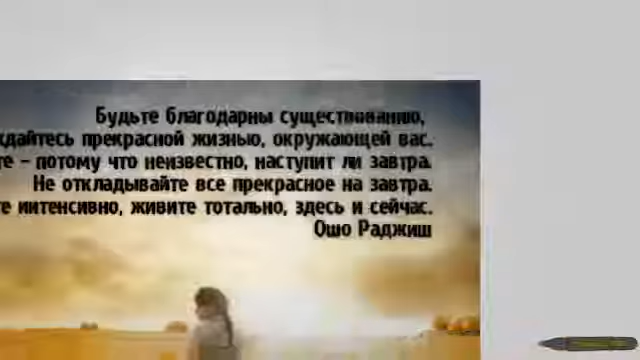 Будьте благодарны существованию,
прекрасной жизнью, окружающей вас.
– потому что неизвестно, наступит ли завтра.
Не откладывайте все прекрасное на завтра.
интенсивно, живите тотально, здесь и сейчас.
Ошо Раджиш